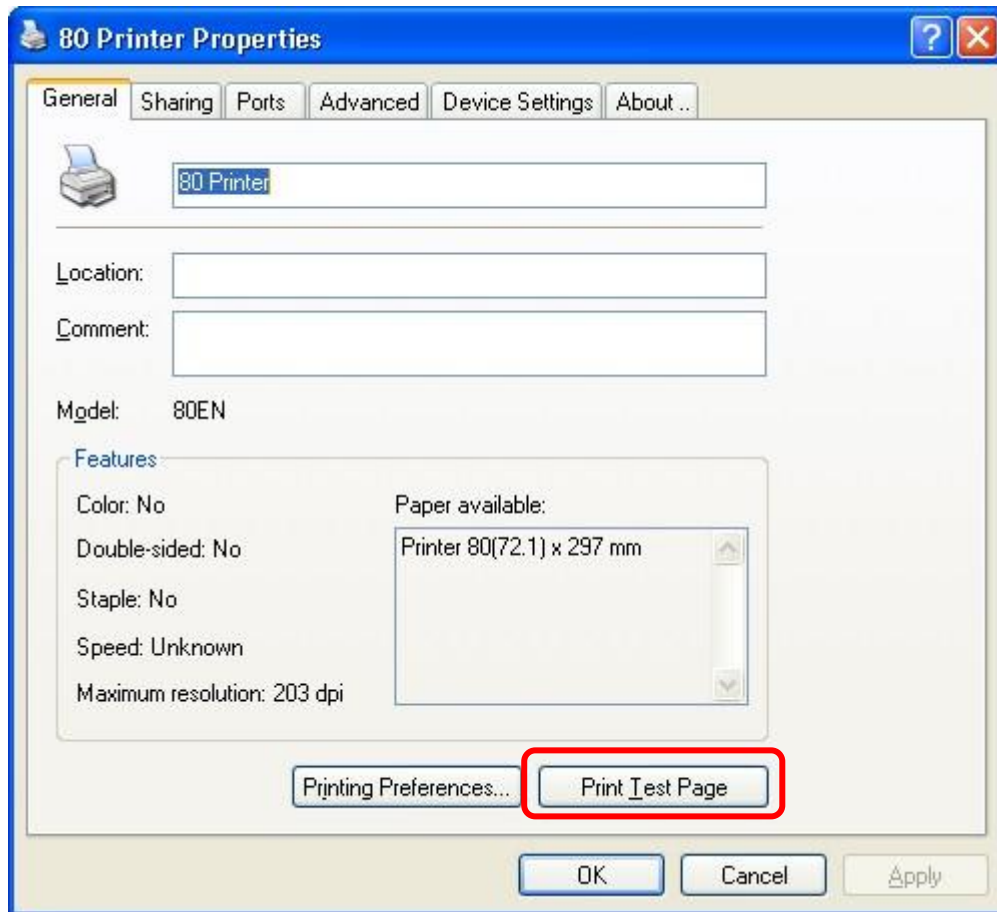 80 Printer Properties
General Sharing Ports Advanced Device Settings About ..
80 Printer
Location:
Comment:
Model: 80EN
Features
Color: No
Paper available:
Double-sided: No
Printer 80(72.1) x 297 mm
Staple: No
Speed: Unknown
Maximum resolution: 203 dpi
Printing Preferences... Print Test Page
OK Cancel Apply